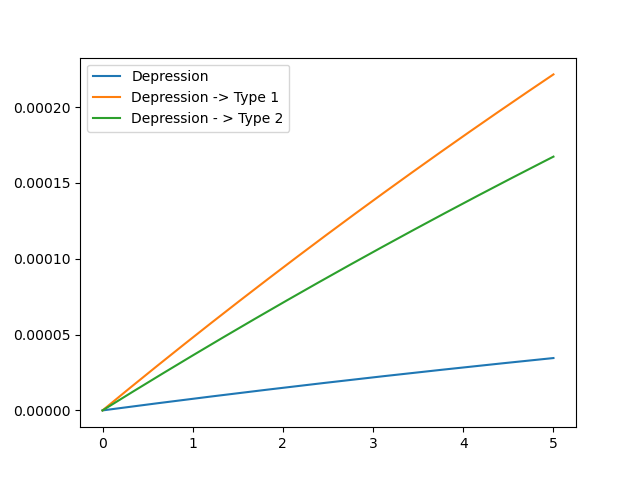 Depression
Depression -> Type 1
Depression - > Type 2
0.00020
0.00015
0.00010
0.00005
0.00000
0 1 2 3 4 5